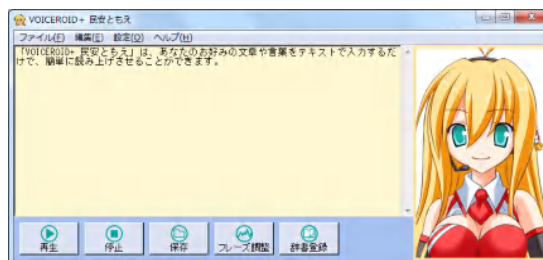 VOICEROID+ 民安ともえ
ファイル(F) 編集(E) 設定(O) ヘルプ(H)
「VOICEROID+ 民安ともえ」は、あなたのお好みの文章や言葉をテキストで入力するだ
けで、簡単に読み上げさせることができます。
再生 停止 保存 フレーズ調整 辞書登録